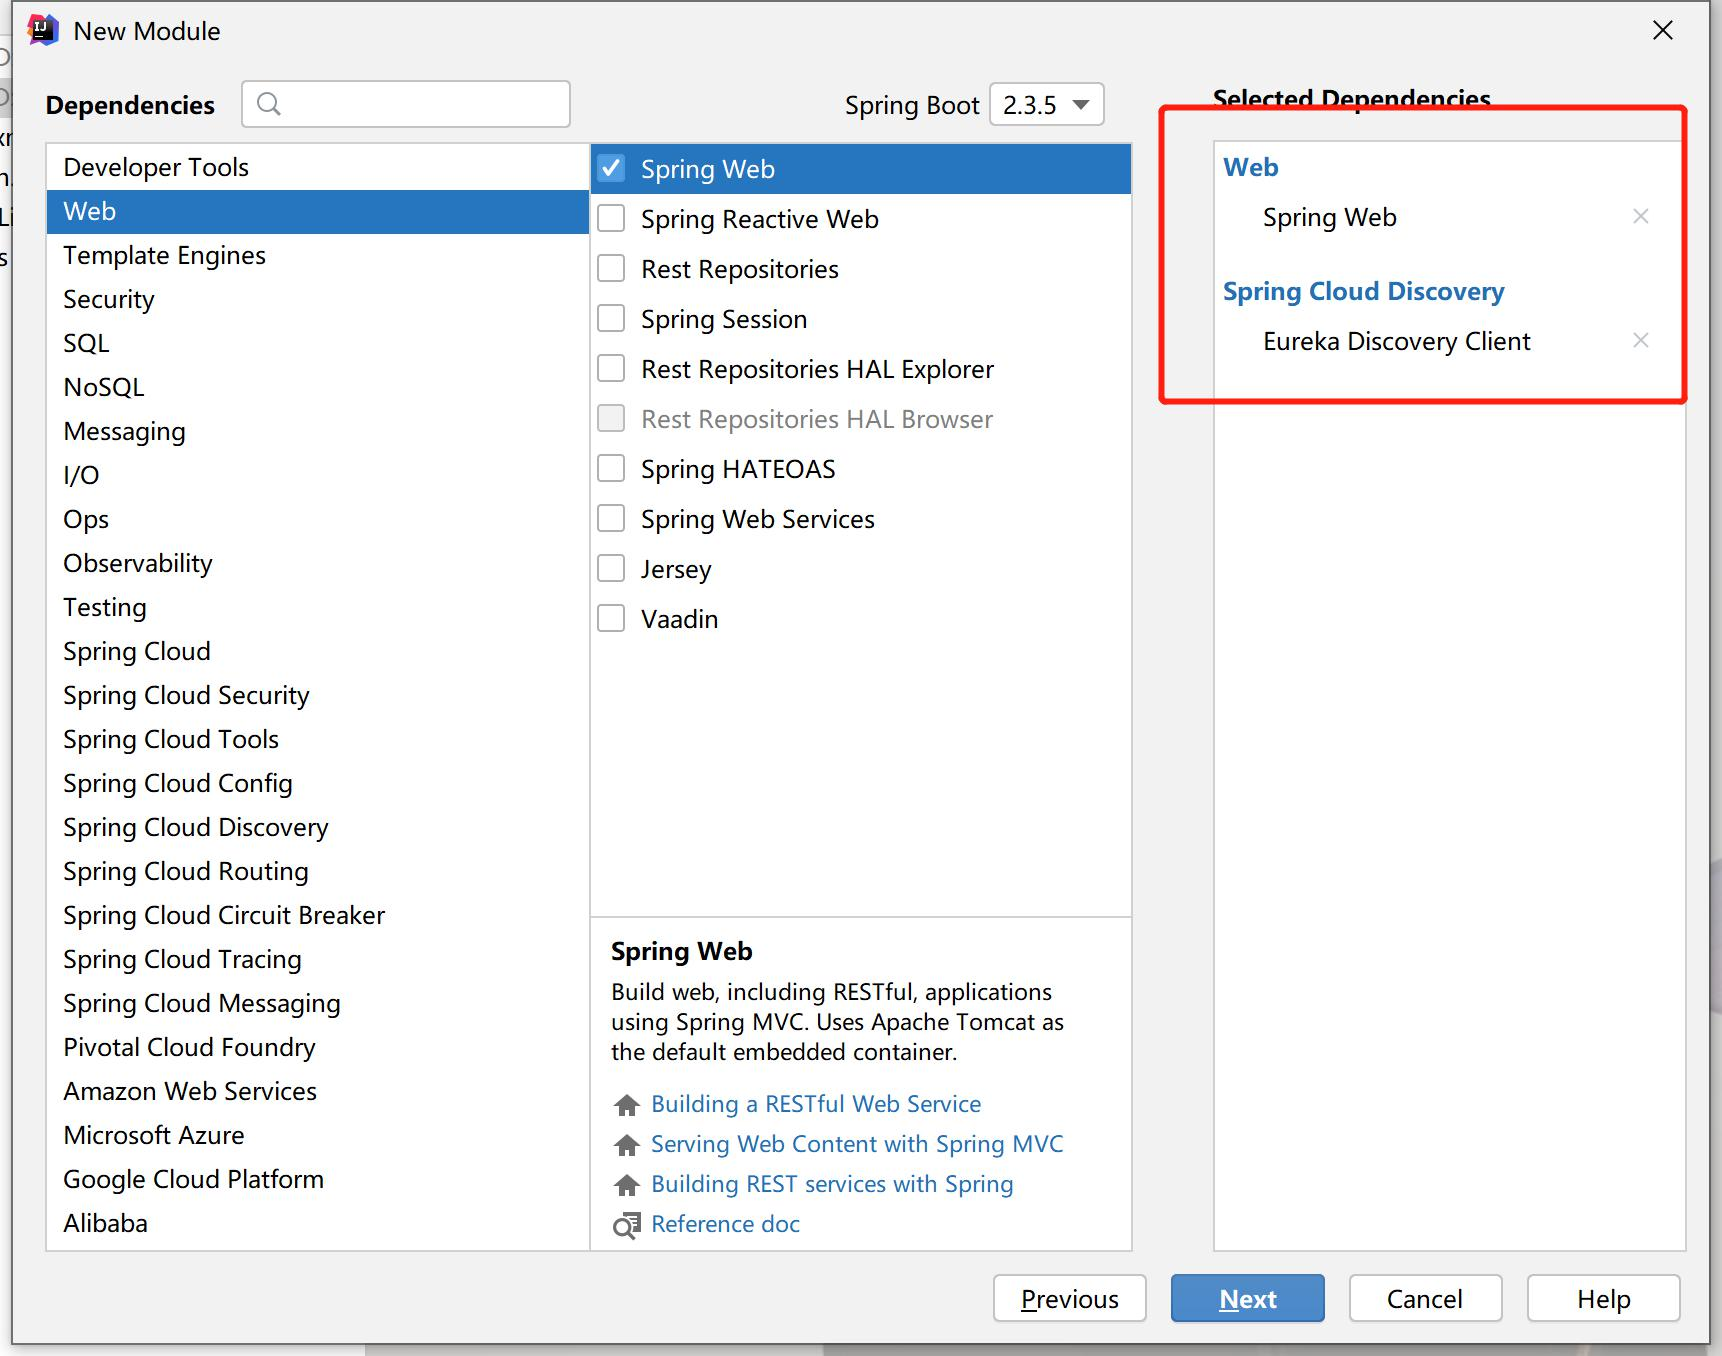 New Module
Dependencies
Spring Boot 2.3.5
Selected Dependencies
Developer Tools
Web
Template Engines
Security
SQL
NoSQL
Messaging
I/O
Ops
Observability
Testing
Spring Cloud
Spring Cloud Security
Spring Cloud Tools
Spring Cloud Config
Spring Cloud Discovery
Spring Cloud Routing
Spring Cloud Circuit Breaker
Spring Cloud Tracing
Spring Cloud Messaging
Pivotal Cloud Foundry
Amazon Web Services
Microsoft Azure
Google Cloud Platform
Alibaba
Spring Web
Spring Reactive Web
Rest Repositories
Spring Session
Rest Repositories HAL Explorer
Rest Repositories HAL Browser
Spring HATEOAS
Spring Web Services
Jersey
Vaadin
Spring Web
Build web, including RESTful, applications
using Spring MVC. Uses Apache Tomcat as
the default embedded container.
Building a RESTful Web Service
Serving Web Content with Spring MVC
Building REST services with Spring
Reference doc
Web
Spring Web
Spring Cloud Discovery
Eureka Discovery Client
Previous
Next
Cancel
Help